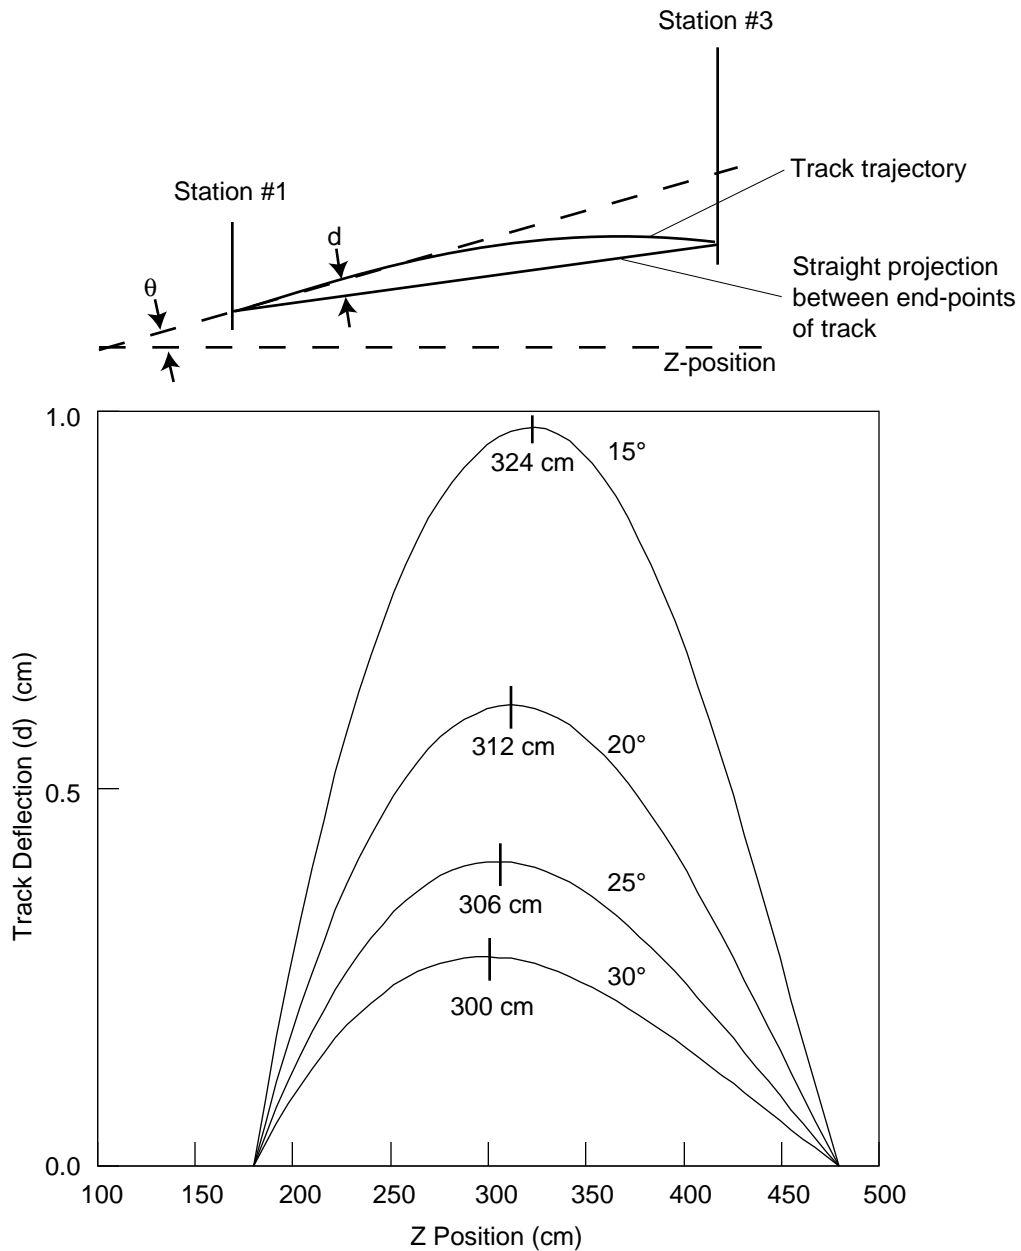 Station #3
Track trajectory
Station #1
d
Straight projection
between end-points
of track
θ
Z-position
1.0
15°
324 cm
20°
312 cm
0.5
25°
306 cm
30°
300 cm
0.0
Track Deflection (d) (cm)
100 150 200 250 300 350 400 450 500
Z Position (cm)